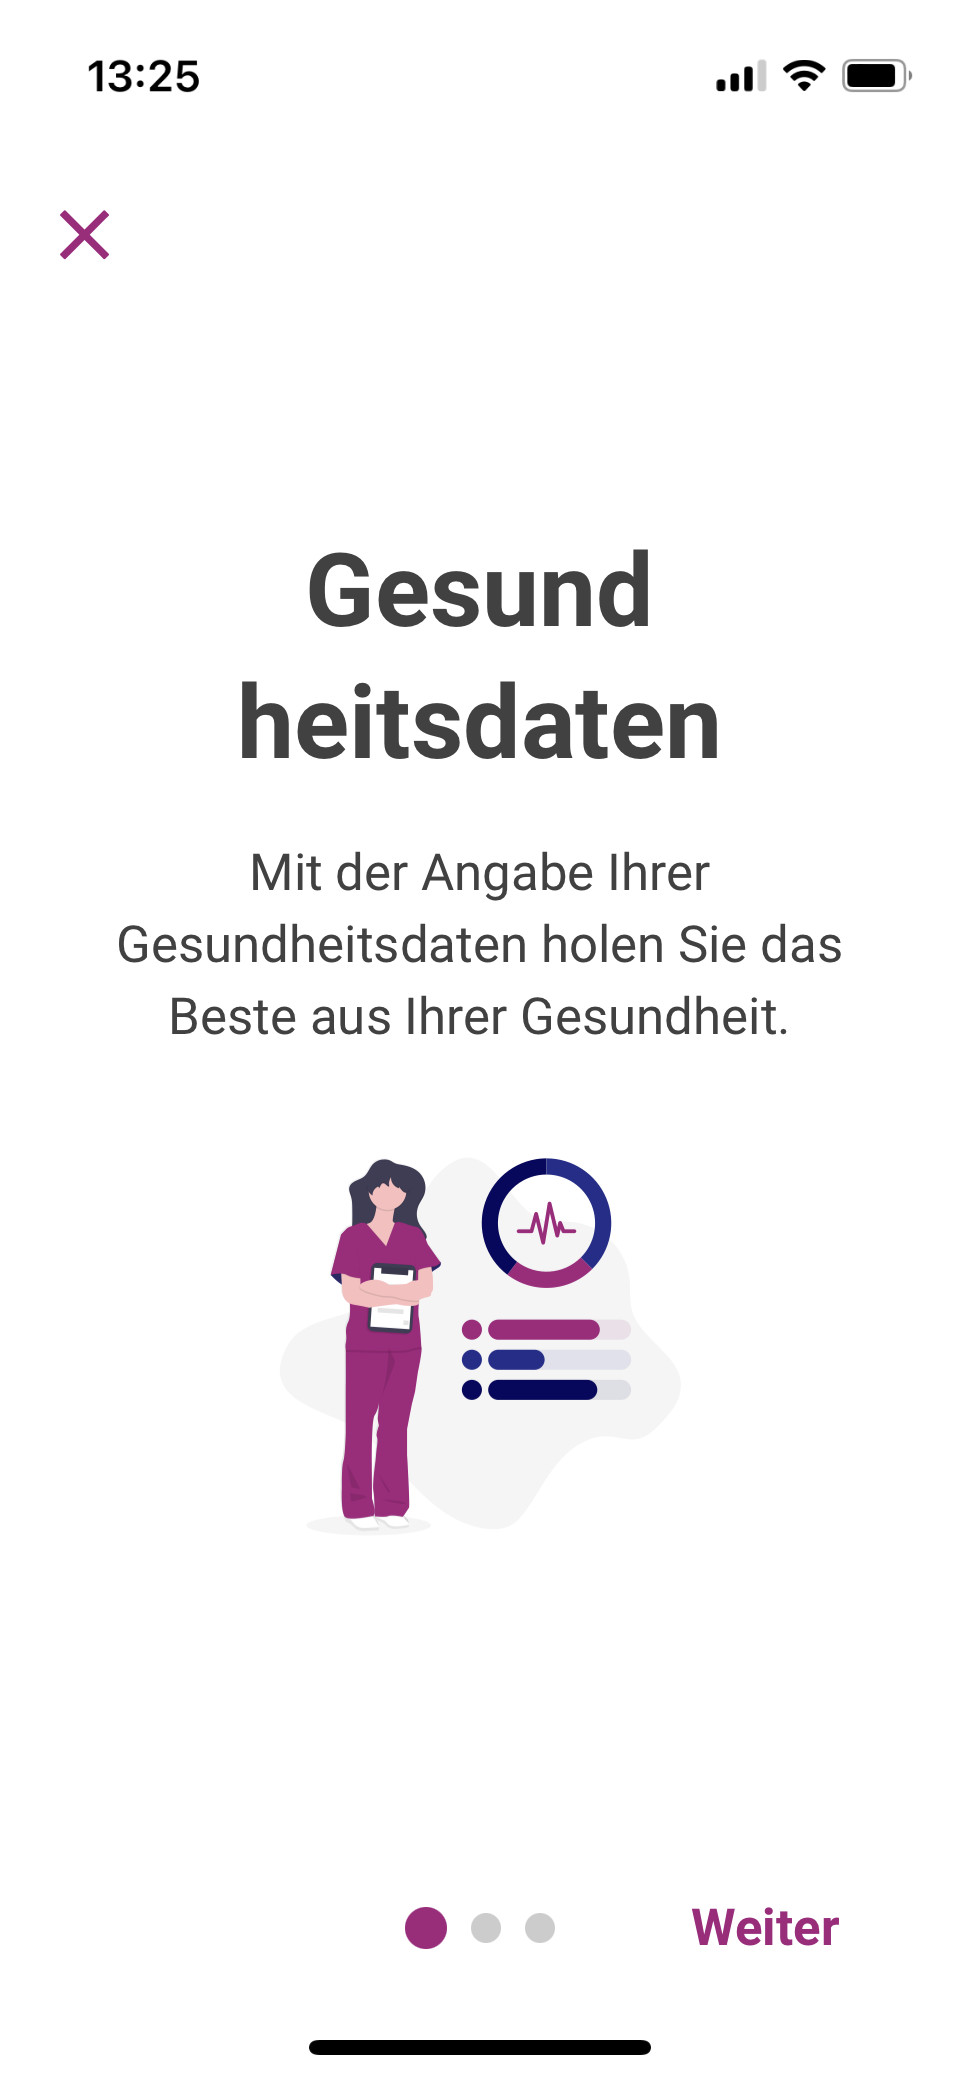 13:25
Gesund
heitsdaten
Mit der Angabe Ihrer
Gesundheitsdaten holen Sie das
Beste aus Ihrer Gesundheit.
Weiter